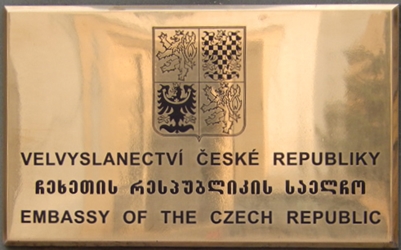 VELVYSLANECTVÍ ČESKÉ REPUBLIKY
ჩეხეთის რესპუბლიკის საელჩო
EMBASSY OF THE CZECH REPUBLIC